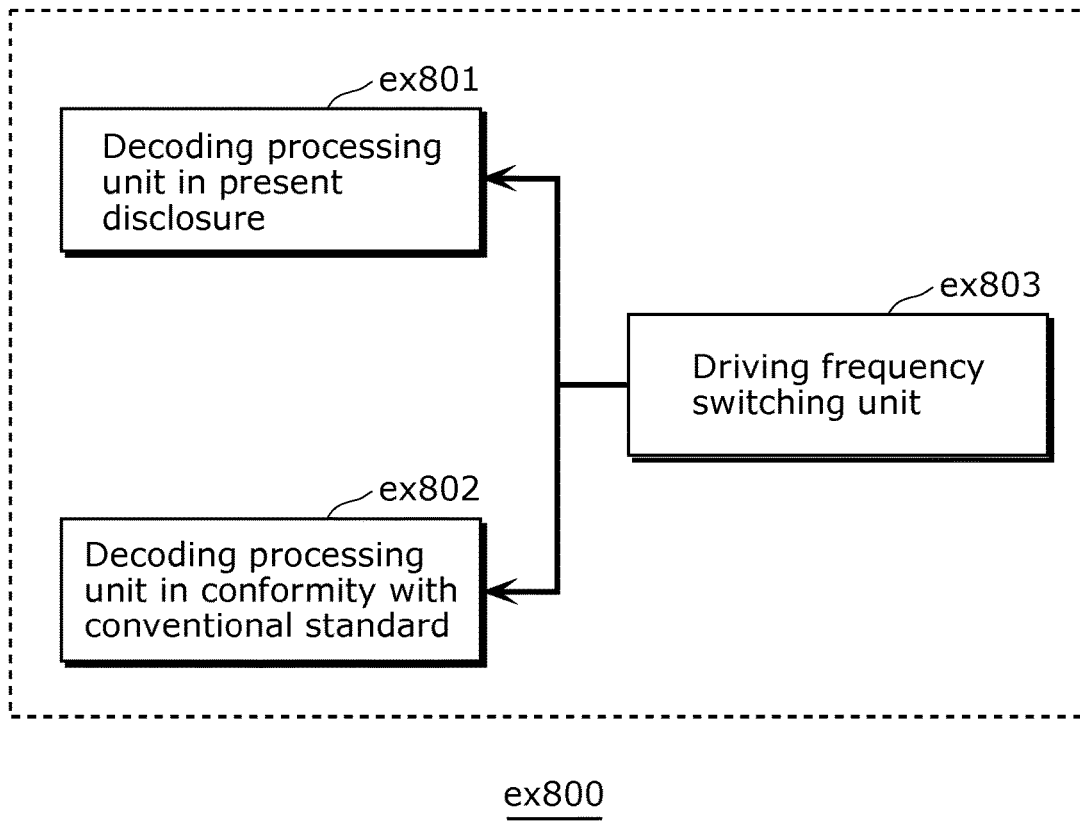 ex801
Decoding processing
unit in present
disclosure
ex803
Driving frequency
switching unit
ex802
Decoding processing
unit in conformity with
conventional standard
ex800